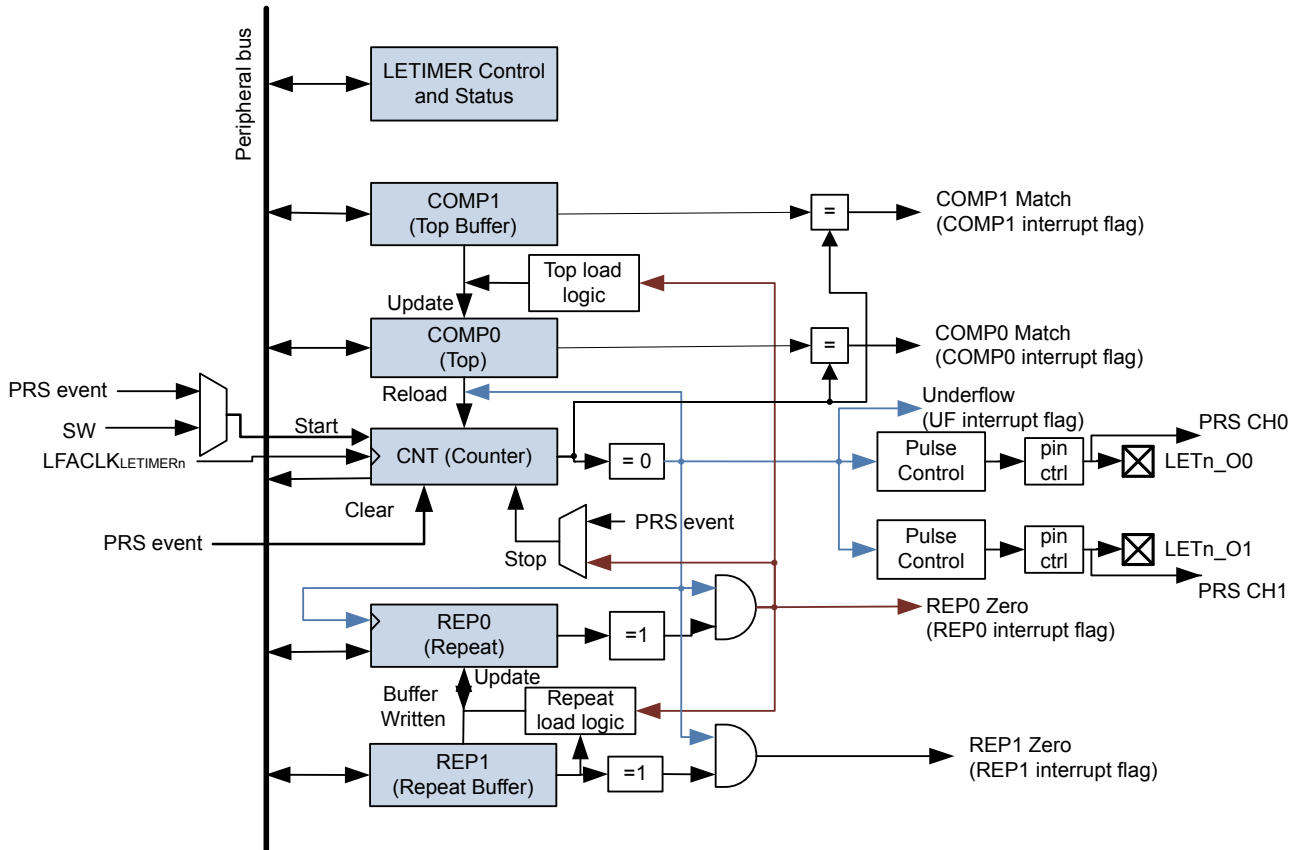 Peripheral bus
LETIMER Control
and Status
COMP1
(Top Buffer)
=
COMP1 Match
(COMP1 interrupt flag)
Top load
logic
Update
COMP0
(Top)
=
COMP0 Match
(COMP0 interrupt flag)
PRS event
SW
LFACLKLETIMERn
Start
Reload
CNT (Counter)
= 0
Underflow
(UF interrupt flag)
Pulse
Control
pin
ctrl
PRS CH0
LETn_O0
Clear
PRS event
Stop
PRS event
Pulse
Control
pin
ctrl
LETn_O1
PRS CH1
REP0
(Repeat)
=1
REP0 Zero
(REP0 interrupt flag)
Update
Buffer
Written
Repeat
load logic
REP1
(Repeat Buffer)
=1
REP1 Zero
(REP1 interrupt flag)